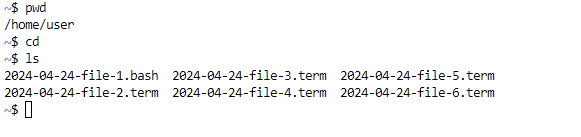 ~$ pwd
/home/user
~$ cd
~$ ls
2024-04-24-file-1.bash  2024-04-24-file-3.term  2024-04-24-file-5.term
2024-04-24-file-2.term  2024-04-24-file-4.term  2024-04-24-file-6.term
~$